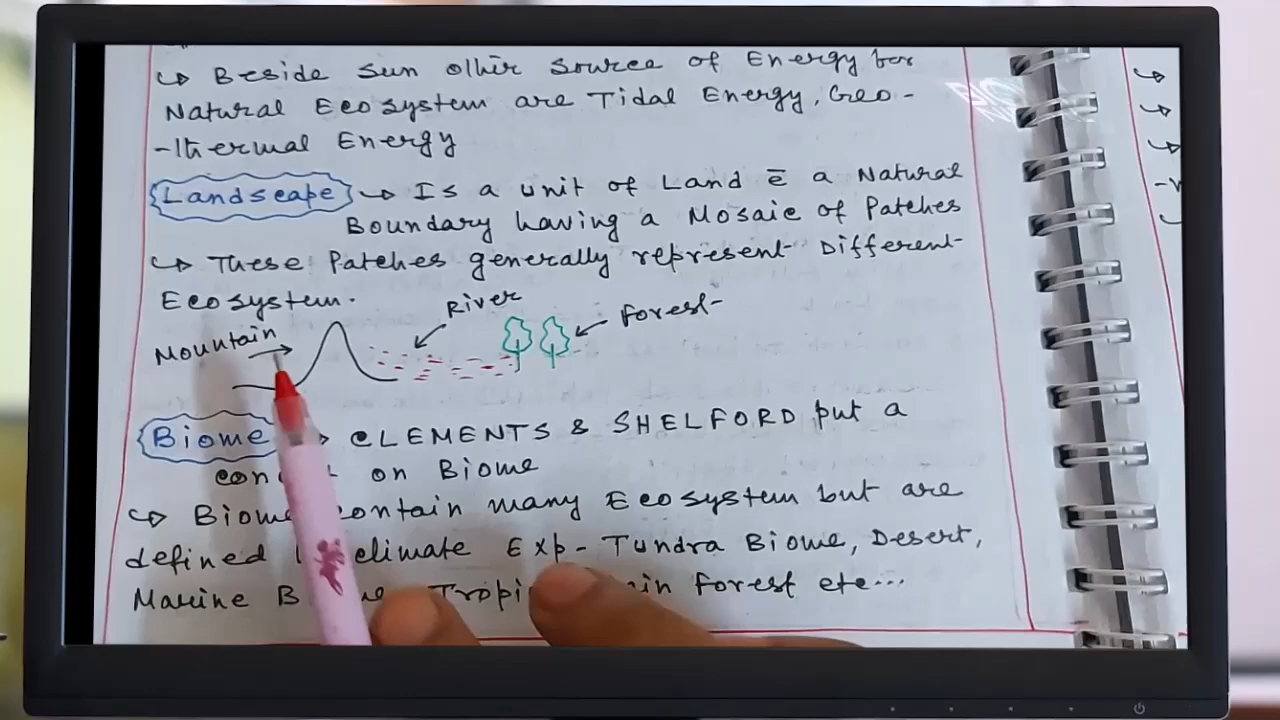 ↳ Beside Sun other Source of Energy for
Natural Ecosystem are Tidal Energy, Geo-
-thermal Energy
Landscape ↳ Is a unit of Land c̄ a Natural
Boundary having a Mosaic of Patches
↳ These Patches generally represent Different
Ecosystem.
Mountain → River Forest
Biome CLEMENTS & SHELFORD put a
on Biome
↳ Biome contain many Ecosystem but are
defined climate Exp- Tundra Biome, Desert,
Marine Forest etc...